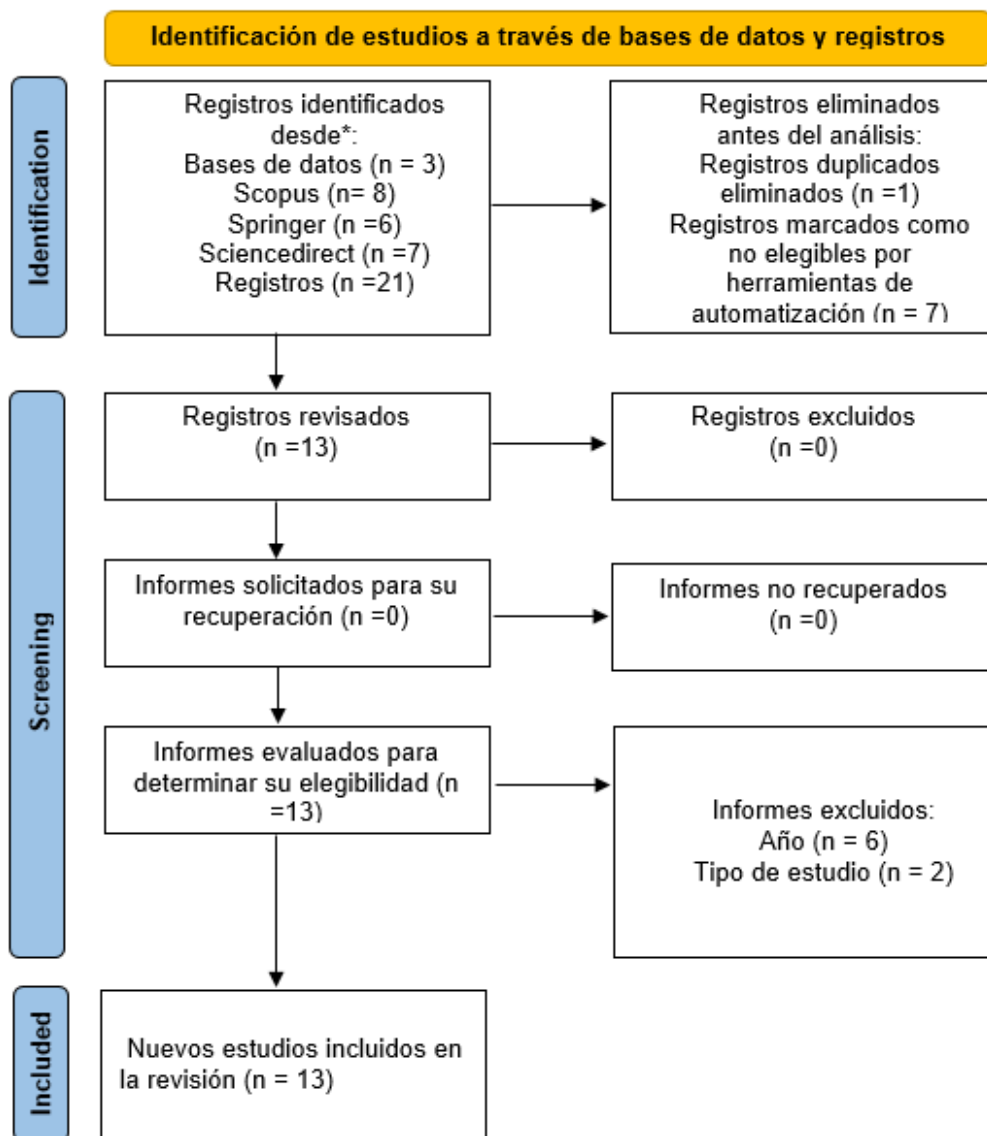 Identificación de estudios a través de bases de datos y registros
Identification
Registros identificados
desde*:
Bases de datos (n = 3)
Scopus (n= 8)
Springer (n =6)
Sciencedirect (n =7)
Registros (n =21)
Registros eliminados
antes del análisis:
Registros duplicados
eliminados (n =1)
Registros marcados como
no elegibles por
herramientas de
automatización (n = 7)
Screening
Registros revisados
(n =13)
Registros excluidos
(n =0)
Informes solicitados para su
recuperación (n =0)
Informes no recuperados
(n =0)
Informes evaluados para
determinar su elegibilidad (n
=13)
Informes excluidos:
Año (n = 6)
Tipo de estudio (n = 2)
Included
Nuevos estudios incluidos en
la revisión (n = 13)